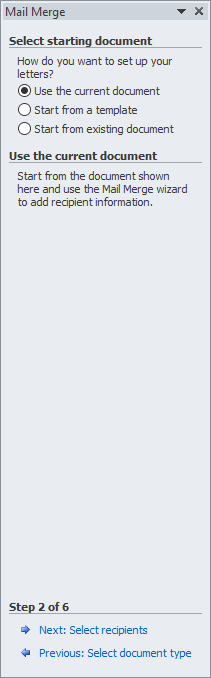 Mail Merge
Select starting document
How do you want to set up your
letters?
Use the current document
Start from a template
Start from existing document
Use the current document
Start from the document shown
here and use the Mail Merge wizard
to add recipient information.
Step 2 of 6
Next: Select recipients
Previous: Select document type